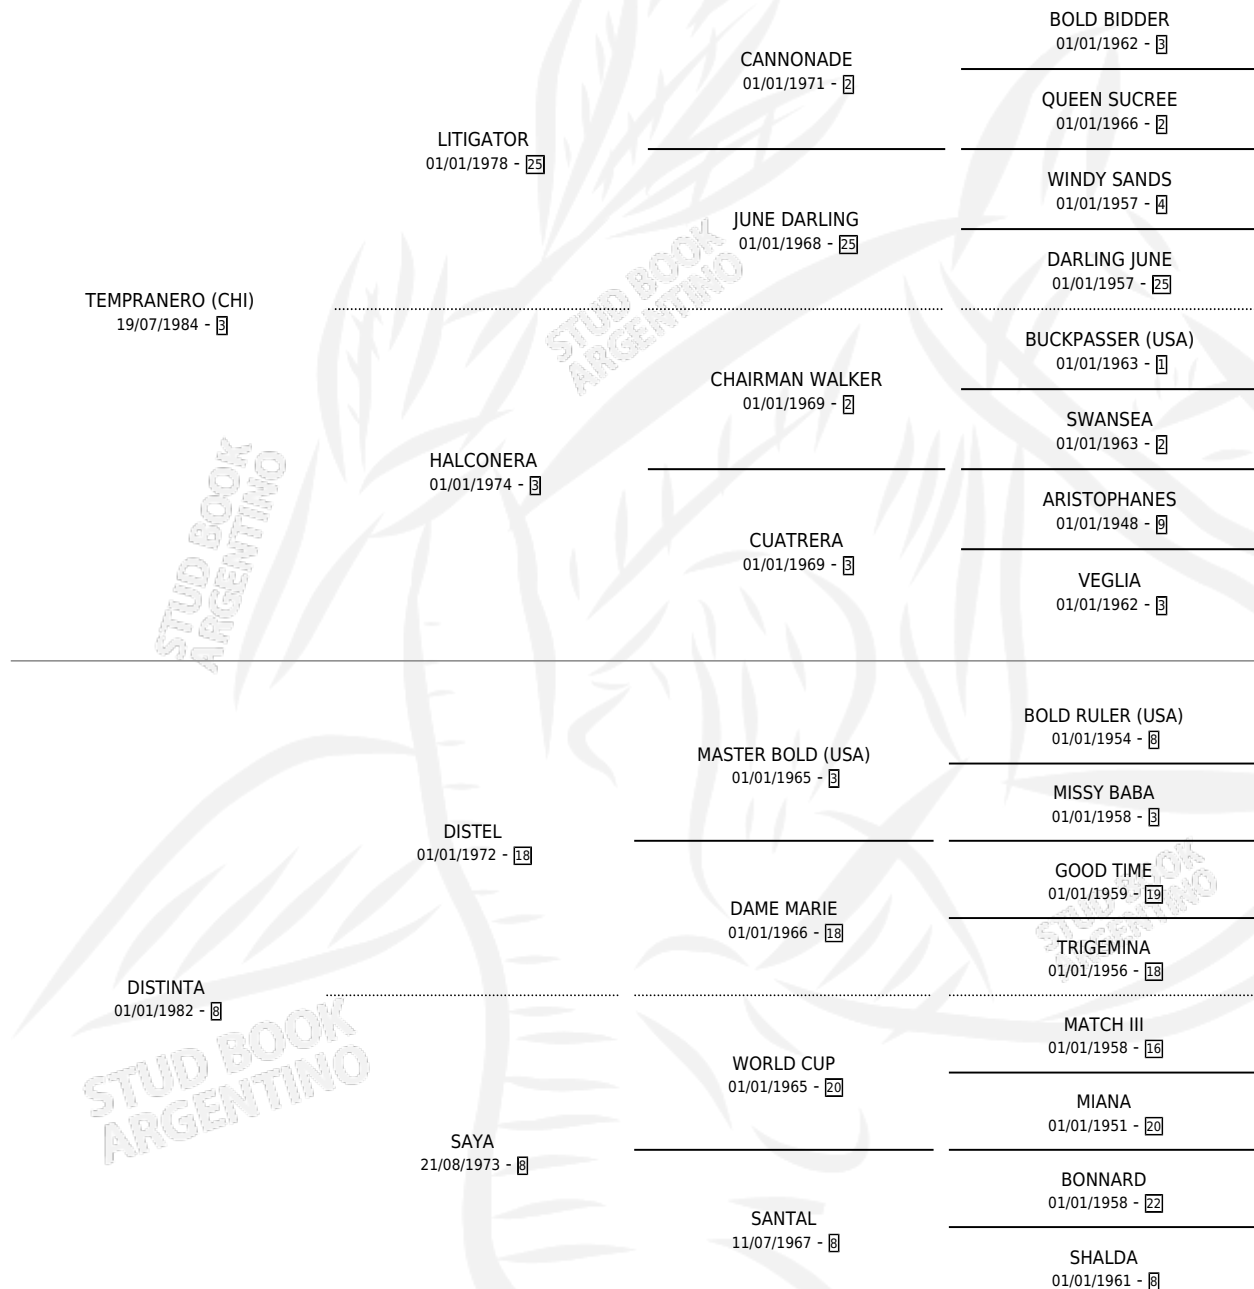 BOLD BIDDER
01/01/1962 - 3
CANNONADE
01/01/1971 - 2
QUEEN SUCREE
01/01/1966 - 2
LITIGATOR
01/01/1978 - 25
WINDY SANDS
01/01/1957 - 4
JUNE DARLING
01/01/1968 - 25
DARLING JUNE
01/01/1957 - 25
TEMPRANERO (CHI)
19/07/1984 - 3
STUD BOOK
ARGENTINO
BUCKPASSER (USA)
01/01/1963 - 1
CHAIRMAN WALKER
01/01/1969 - 2
SWANSEA
01/01/1963 - 2
HALCONERA
01/01/1974 - 3
ARISTOPHANES
01/01/1948 - 9
CUATRERA
01/01/1969 - 3
VEGLIA
01/01/1962 - 3
STUD BOOK
ARGENTINO
BOLD RULER (USA)
01/01/1954 - 8
MASTER BOLD (USA)
01/01/1965 - 3
MISSY BABA
01/01/1958 - 3
DISTEL
01/01/1972 - 18
GOOD TIME
01/01/1959 - 19
DAME MARIE
01/01/1966 - 18
TRIGEMINA
01/01/1956 - 18
STUD BOOK
ARGENTINO
DISTINTA
01/01/1982 - 8
STUD BOOK
ARGENTINO
MATCH III
01/01/1958 - 16
WORLD CUP
01/01/1965 - 20
MIANA
01/01/1951 - 20
SAYA
21/08/1973 - 8
BONNARD
01/01/1958 - 22
SANTAL
11/07/1967 - 8
SHALDA
01/01/1961 - 8